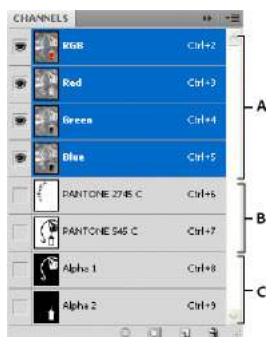 CHANNELS
RGB Ctrl+2
Red Ctrl+3
Green Ctrl+4
Blue Ctrl+5
A
PANTONE 2745 C Ctrl+6
PANTONE 545 C Ctrl+7
B
Alpha 1 Ctrl+8
Alpha 2 Ctrl+9
C